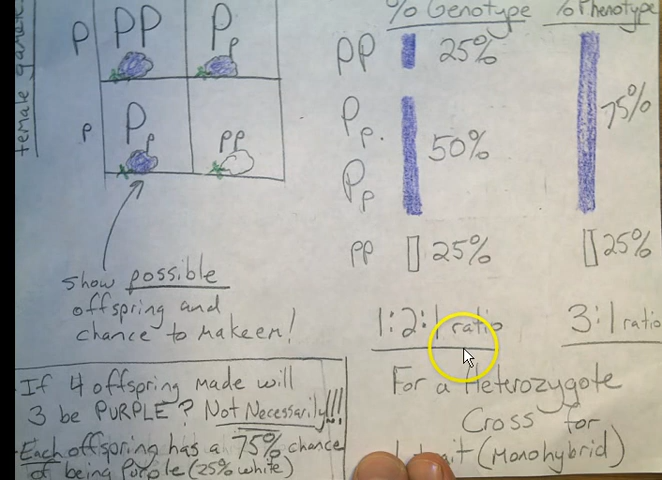 female gamete
P PP Pp
p Pp pp
show possible
offspring and
chance to make em!
If 4 offspring made will
3 be PURPLE? Not Necessarily!!!
Each offspring has a 75% chance
of being purple (25% white)
% Genotype
PP 25%
Pp.
50%
Pp
pp 25%
1:2:1 ratio
% Phenotype
75%
25%
3:1 ratio
For a Heterozygote
Cross for
trait (Monohybrid)